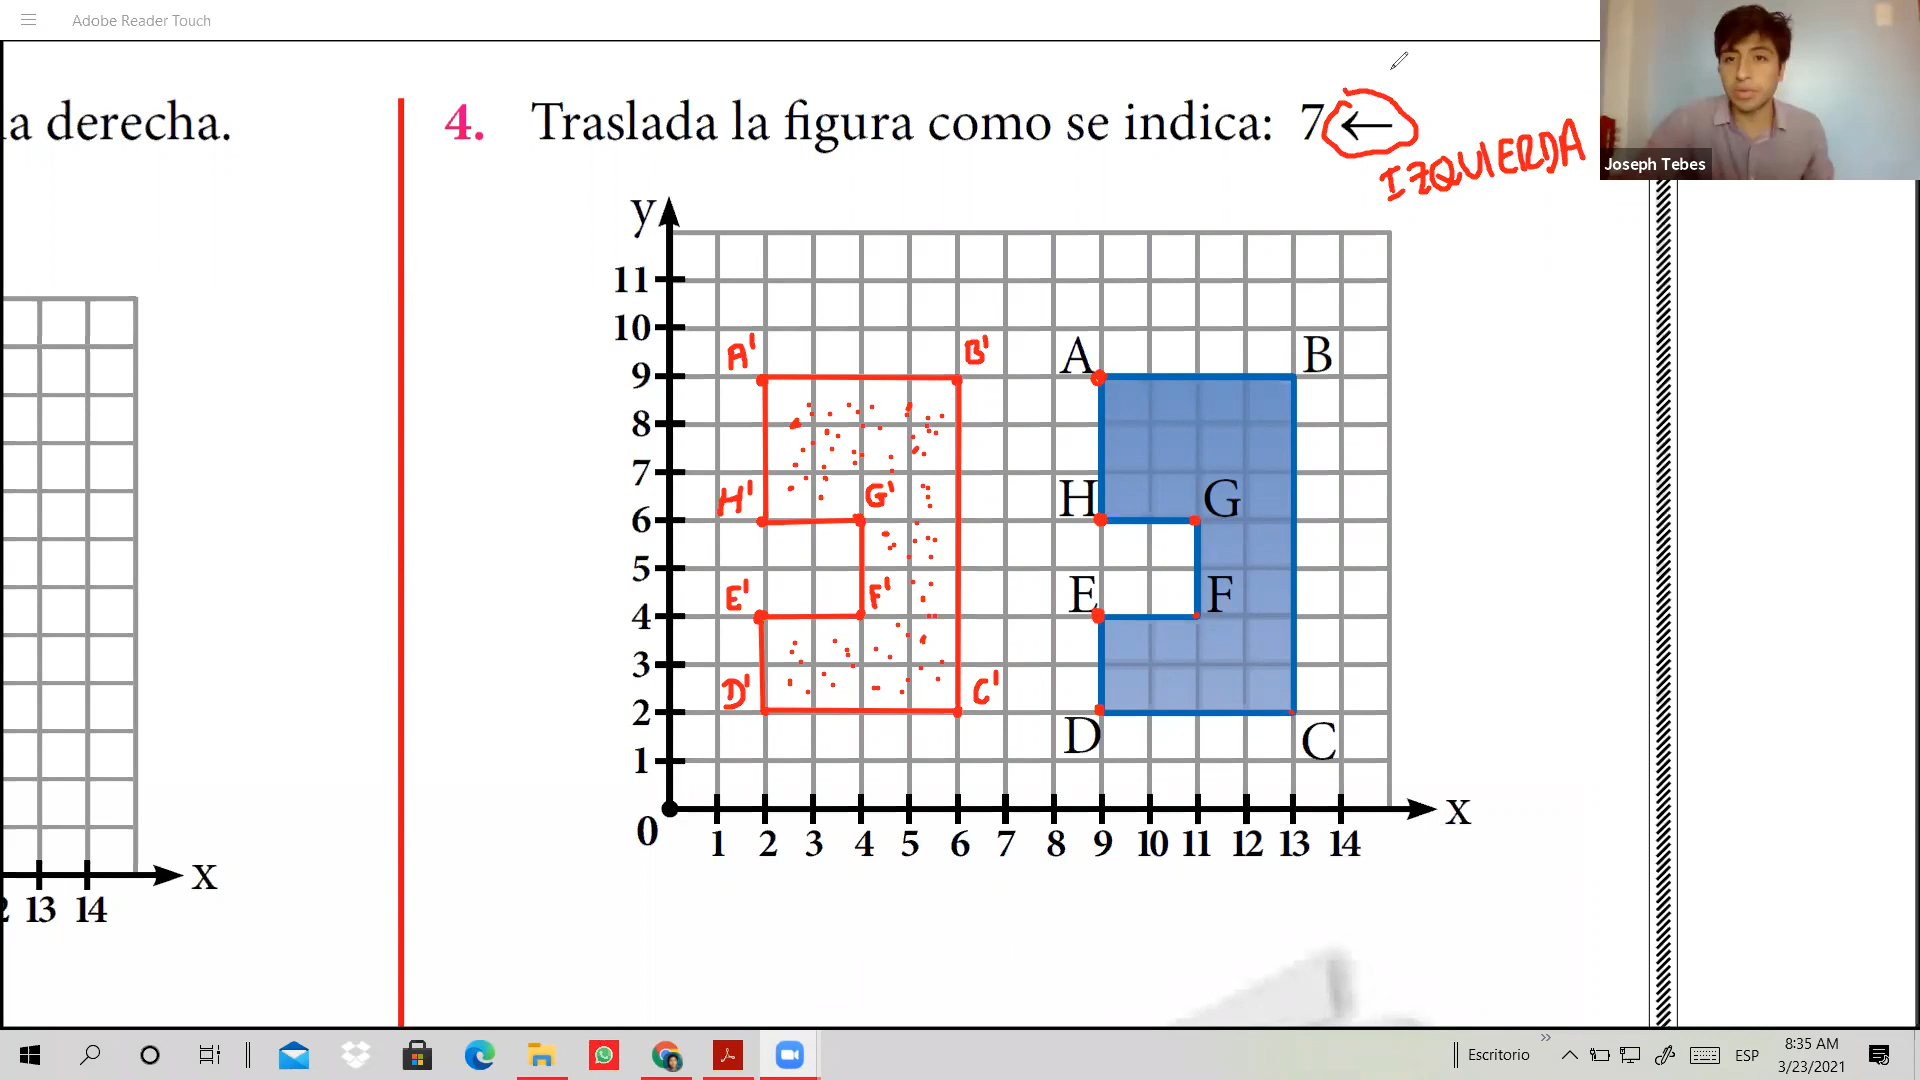 Adobe Reader Touch
la derecha.
4. Traslada la figura como se indica: 7 ←
IZQUIERDA
Joseph Tebes
y
11
10
9
8
7
6
5
4
3
2
1
0
1 2 3 4 5 6 7 8 9 10 11 12 13 14
x
A' B'
H' G'
E' F'
D' C'
A B
H G
E F
D C
x
2 13 14
Escritorio
ESP
8:35 AM
3/23/2021